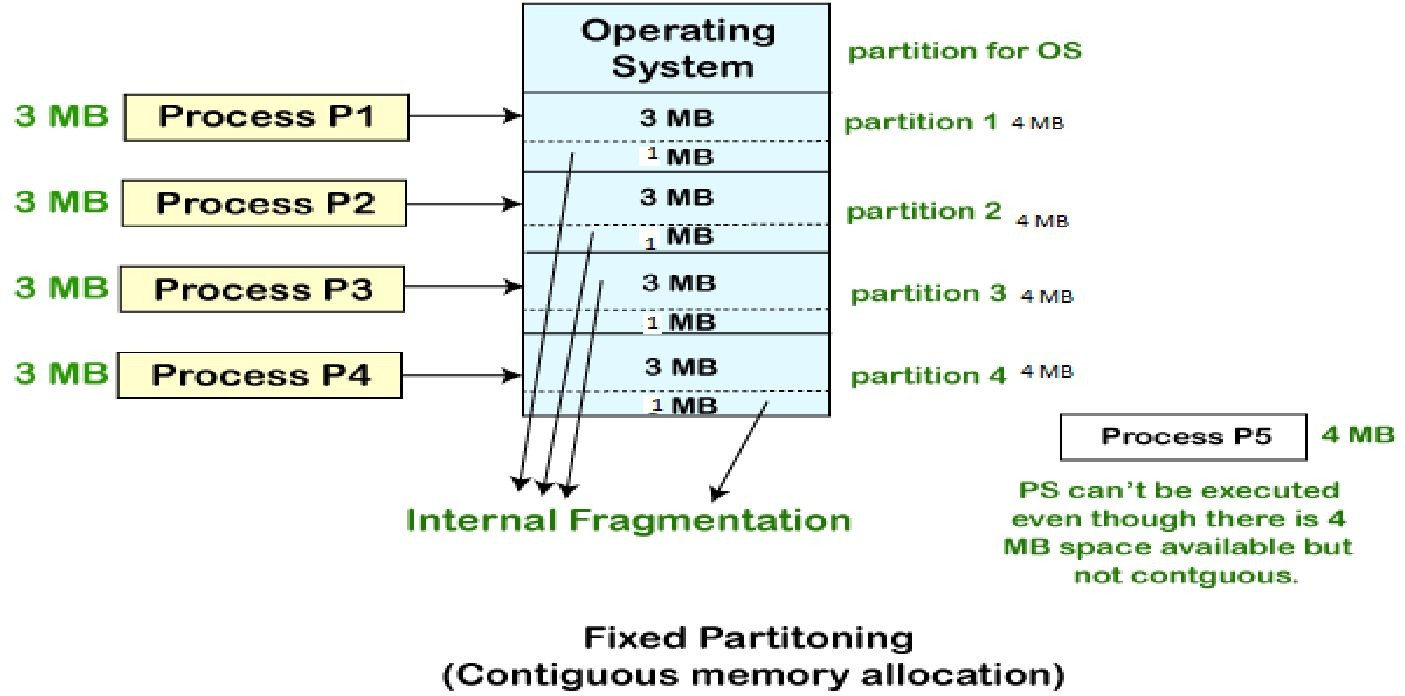 Operating
System
partition for OS
3 MB Process P1 3 MB partition 1 4 MB
1 MB
3 MB Process P2 3 MB partition 2 4 MB
1 MB
3 MB Process P3 3 MB partition 3 4 MB
1 MB
3 MB Process P4 3 MB partition 4 4 MB
1 MB
Process P5 4 MB
PS can't be executed
even though there is 4
MB space available but
not contguous.
Internal Fragmentation
Fixed Partitoning
(Contiguous memory allocation)